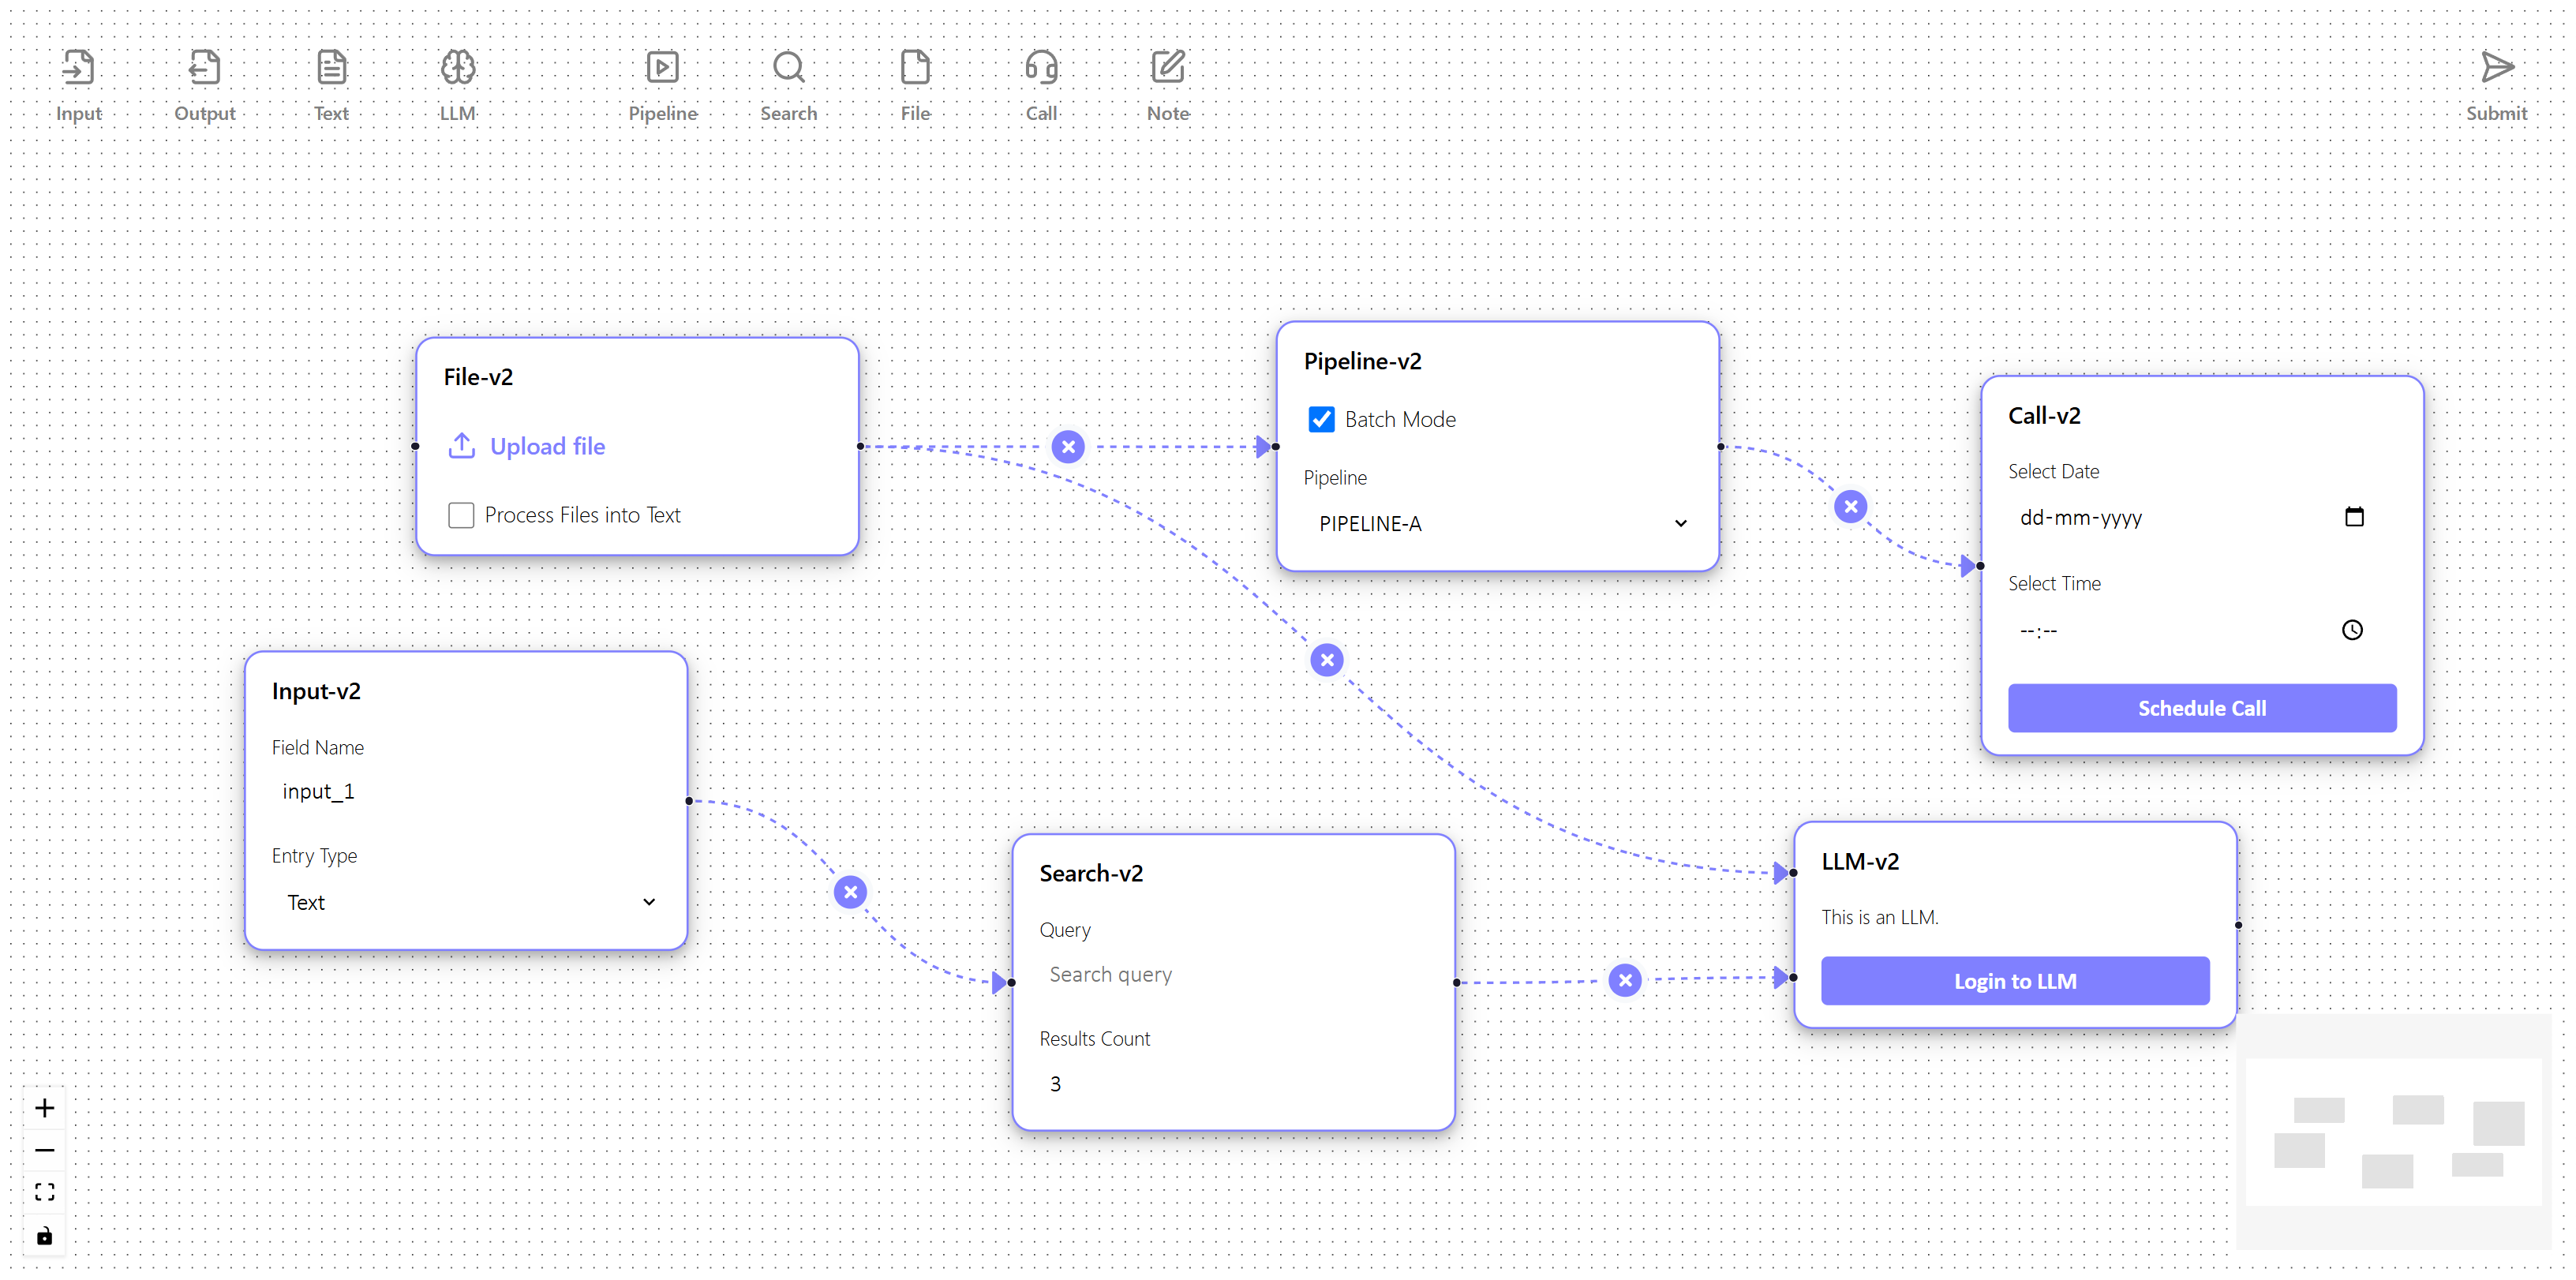 Input
Output
Text
LLM
Pipeline
Search
File
Call
Note
Submit
File-v2
Upload file
Process Files into Text
Pipeline-v2
Batch Mode
Pipeline
PIPELINE-A
Call-v2
Select Date
dd-mm-yyyy
Select Time
--:--
Schedule Call
Input-v2
Field Name
input_1
Entry Type
Text
Search-v2
Query
Search query
Results Count
3
LLM-v2
This is an LLM.
Login to LLM